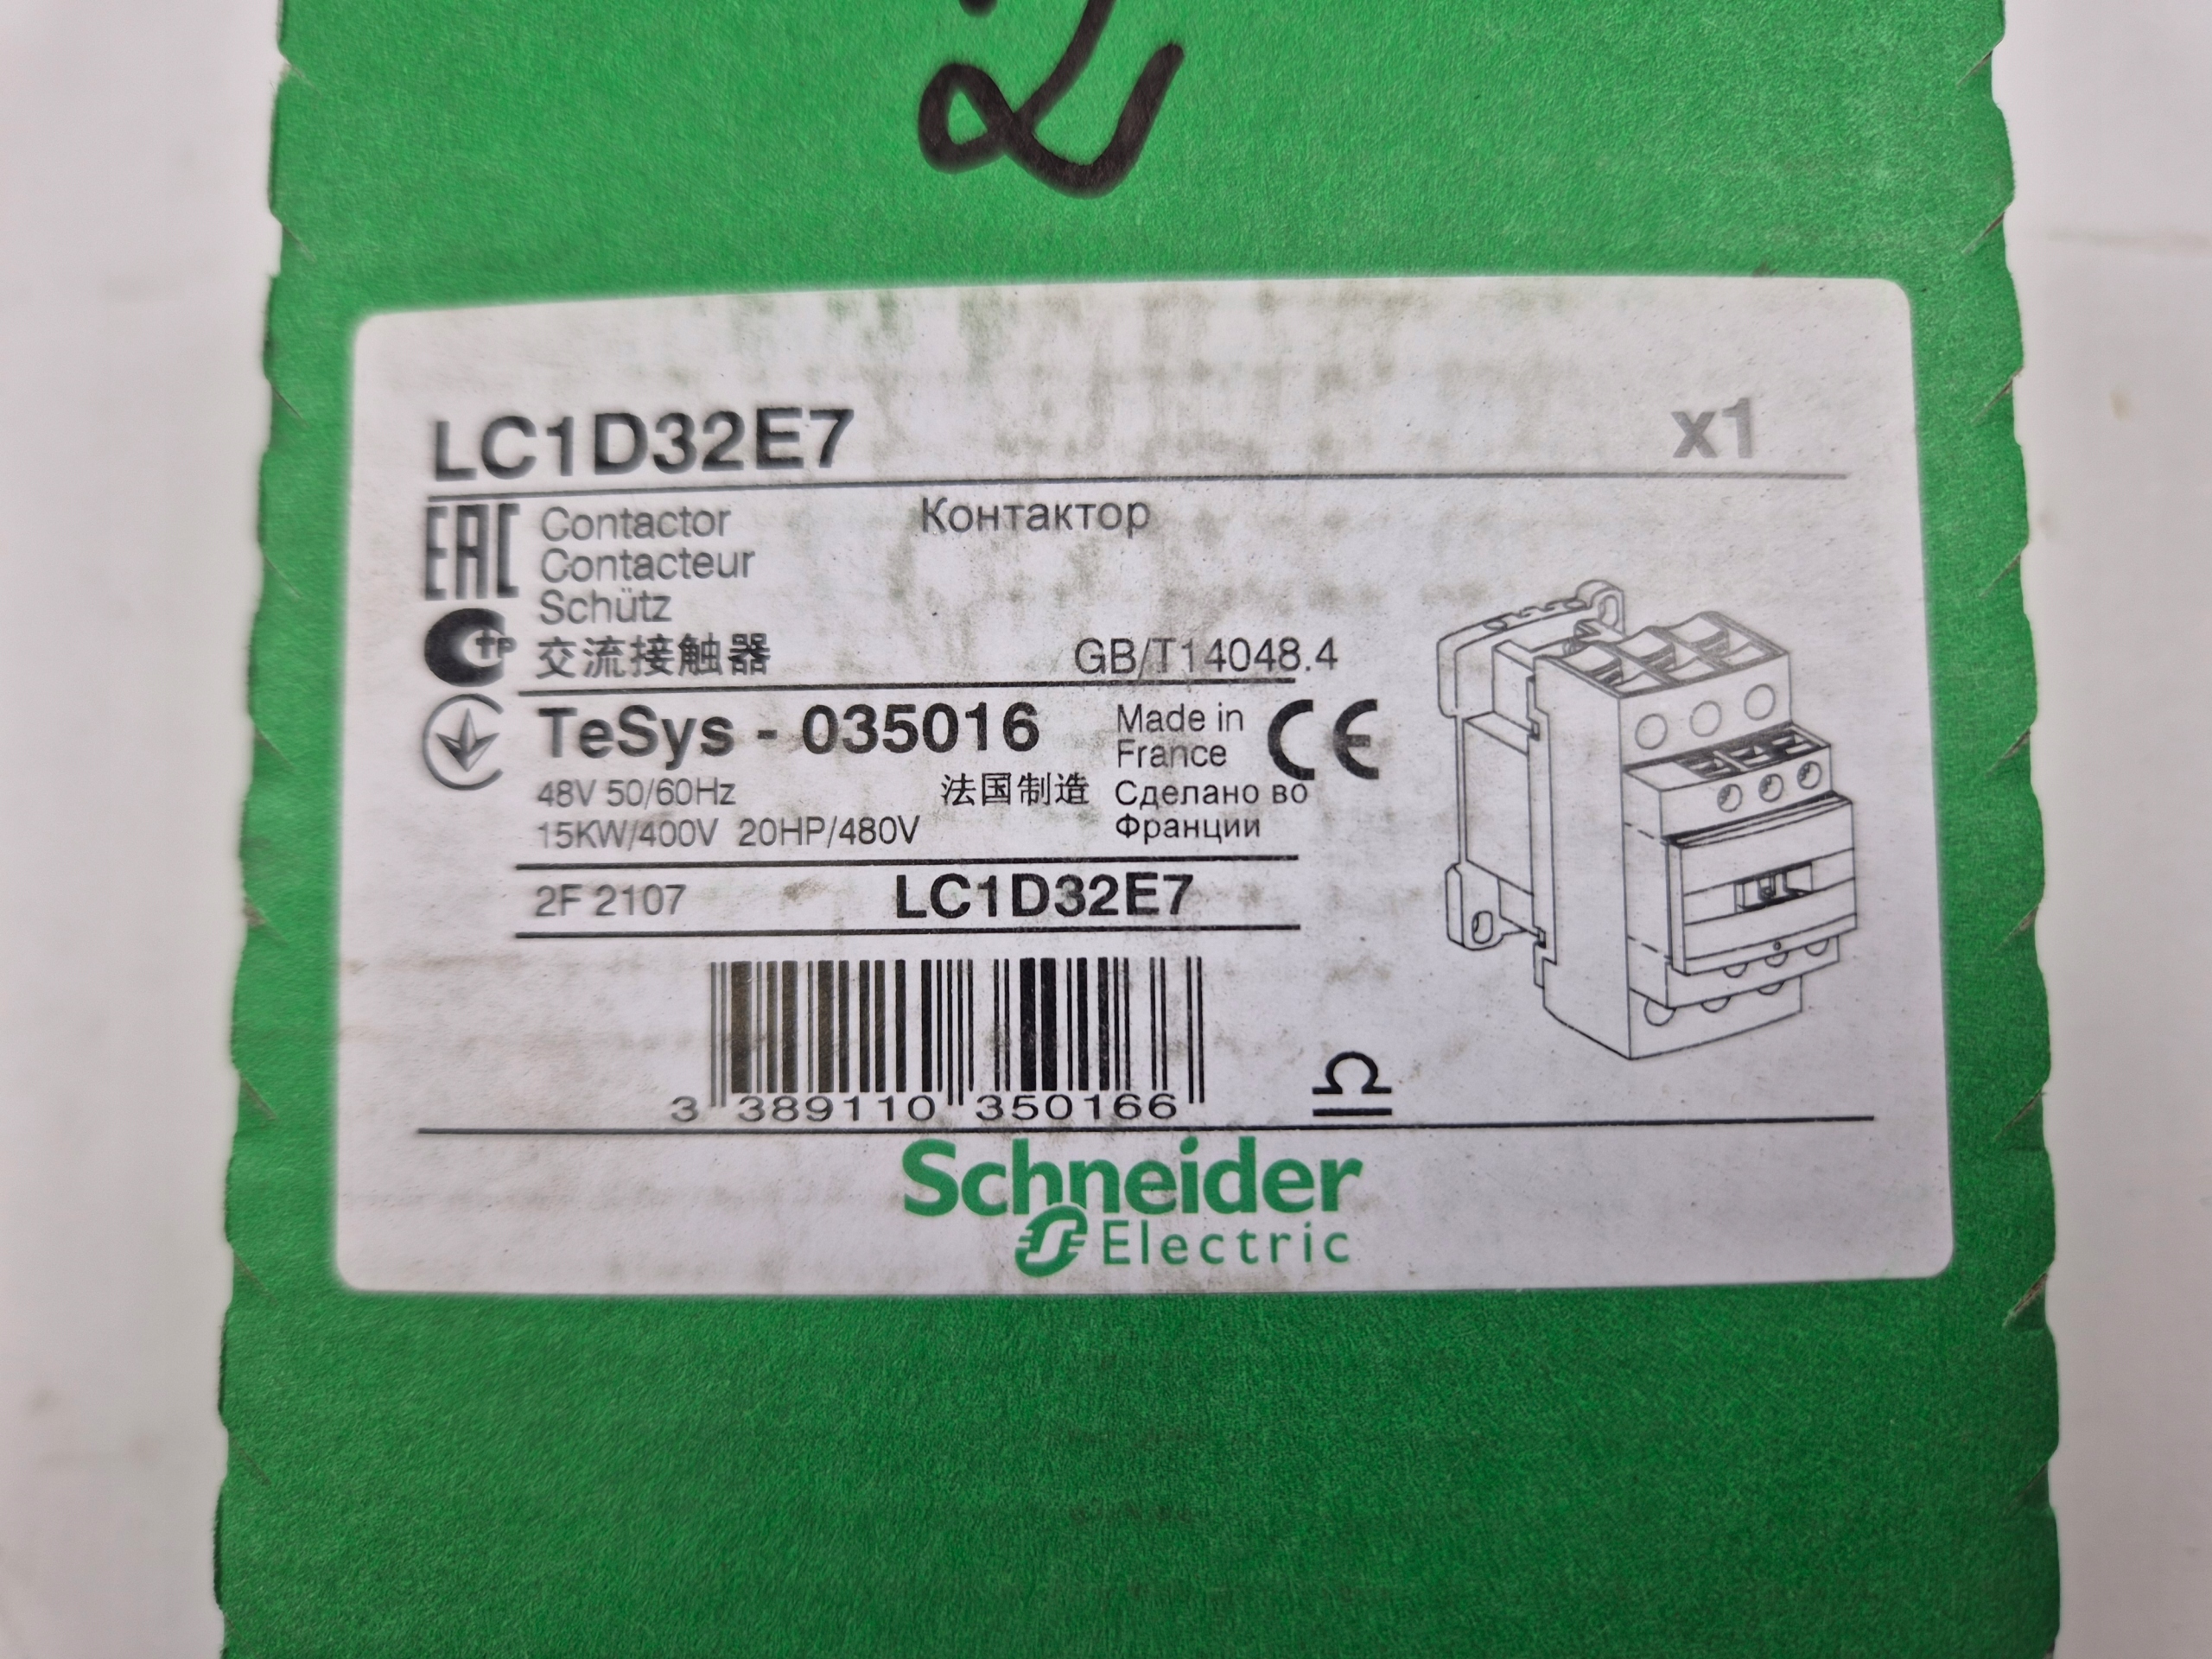 2
LC1D32E7 x1
EAC Contactor Контактор
Contacteur
Schütz
交流接触器 GB/T14048.4
TeSys - 035016 Made in France CE
48V 50/60Hz 法国制造 Сделано во Франции
15KW/400V 20HP/480V
2F 2107 LC1D32E7
3 389110 350166
Schneider
Electric